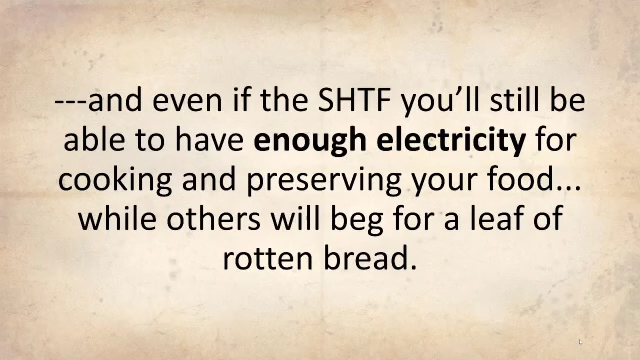 ---and even if the SHTF you’ll still be
able to have enough electricity for
cooking and preserving your food...
while others will beg for a leaf of
rotten bread.